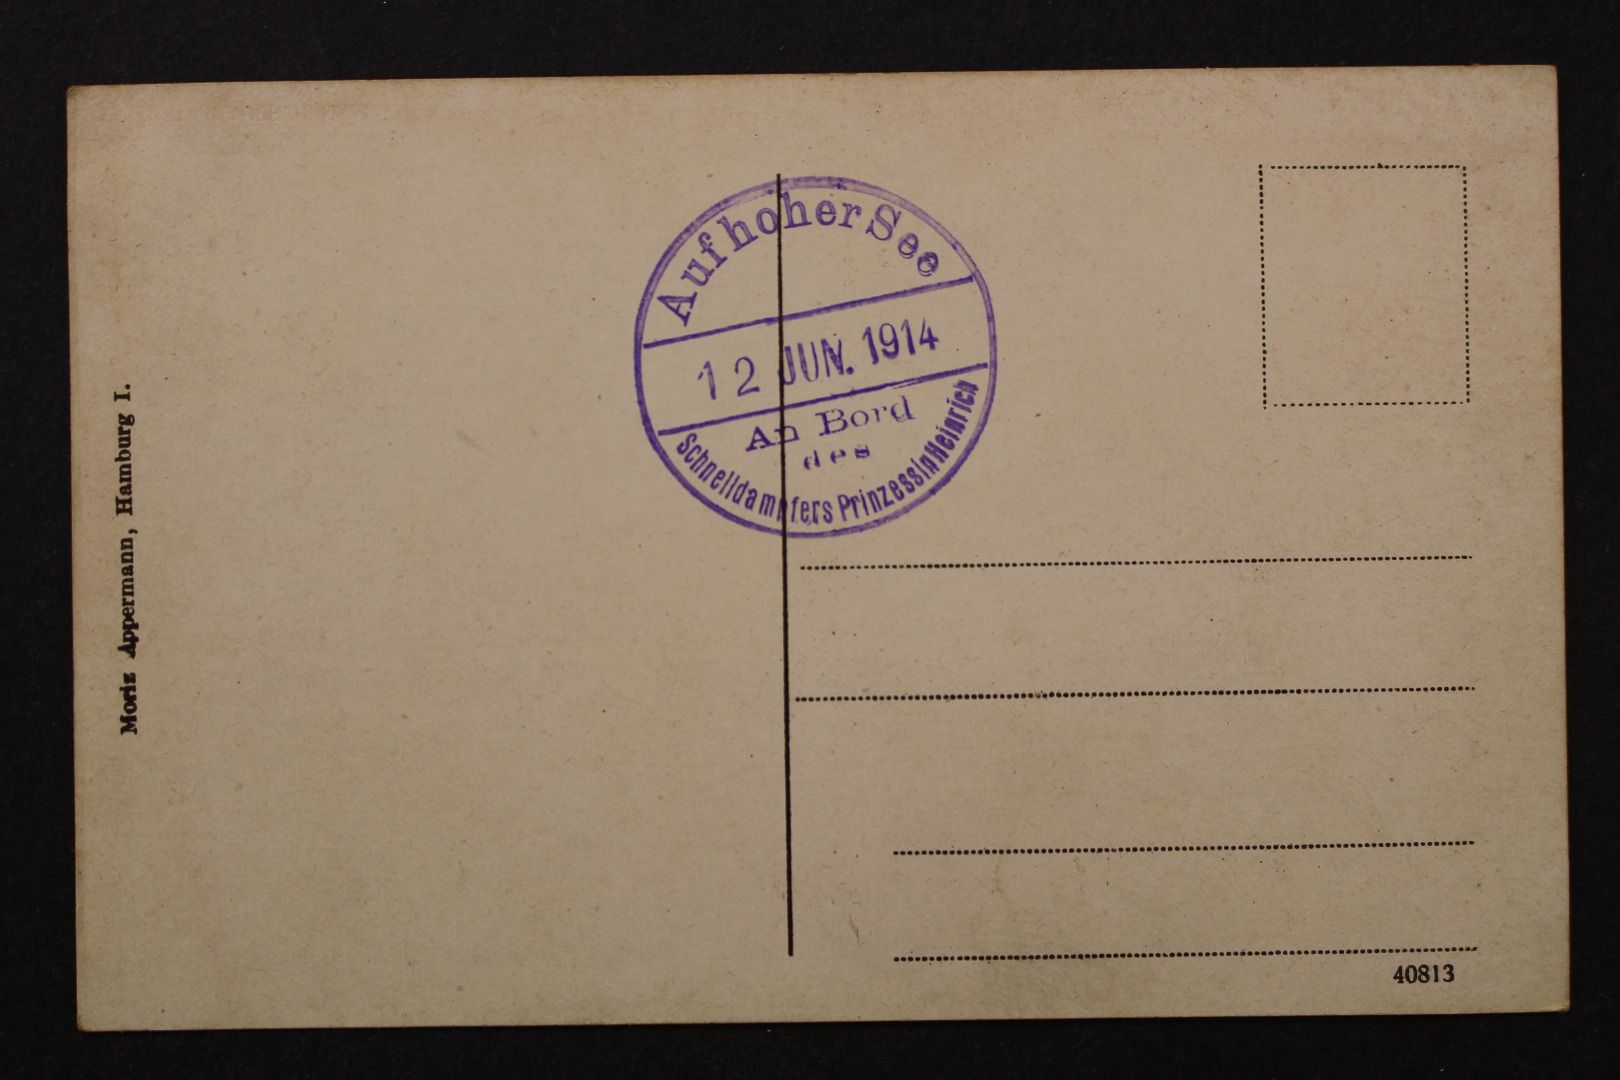 Auf hoher See
12 JUN. 1914
An Bord
des
Schnelldampfers Prinzessin Heinrich
Moriz Appermann, Hamburg I.
40813